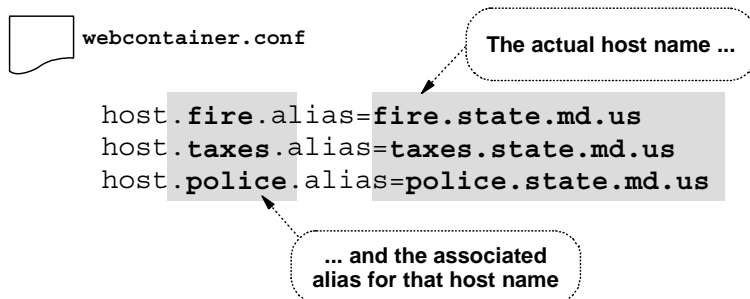 webcontainer.conf
The actual host name ...
host.fire.alias=fire.state.md.us
host.taxes.alias=taxes.state.md.us
host.police.alias=police.state.md.us
... and the associated
alias for that host name